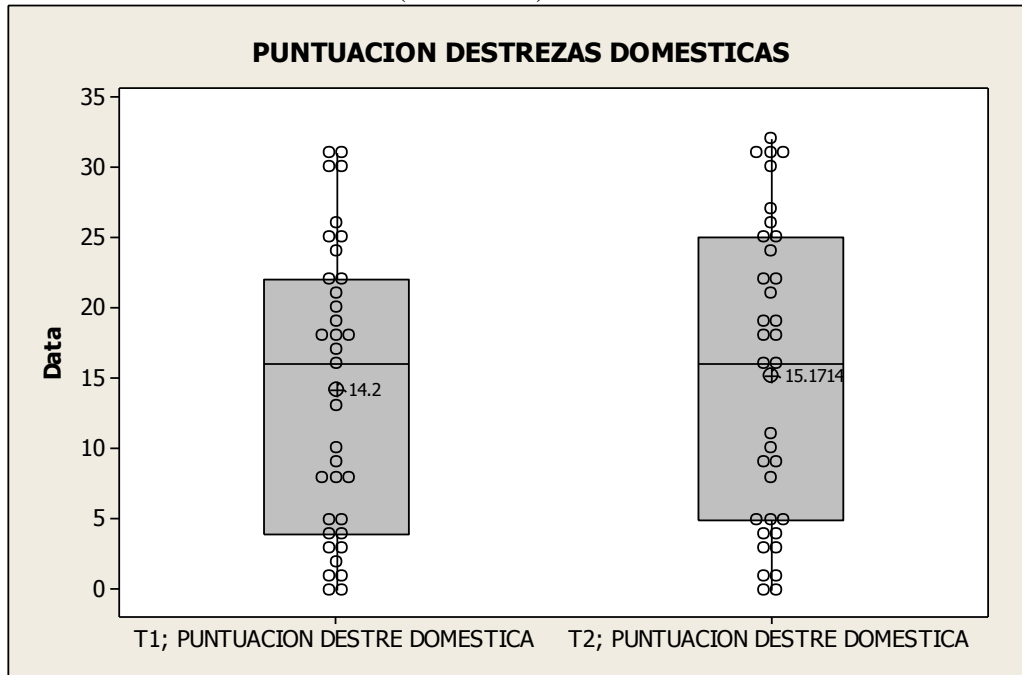 PUNTUACION DESTREZAS DOMESTICAS
35
30
25
20
15
10
5
0
Data
14.2
15.1714
T1; PUNTUACION DESTRE DOMESTICA
T2; PUNTUACION DESTRE DOMESTICA